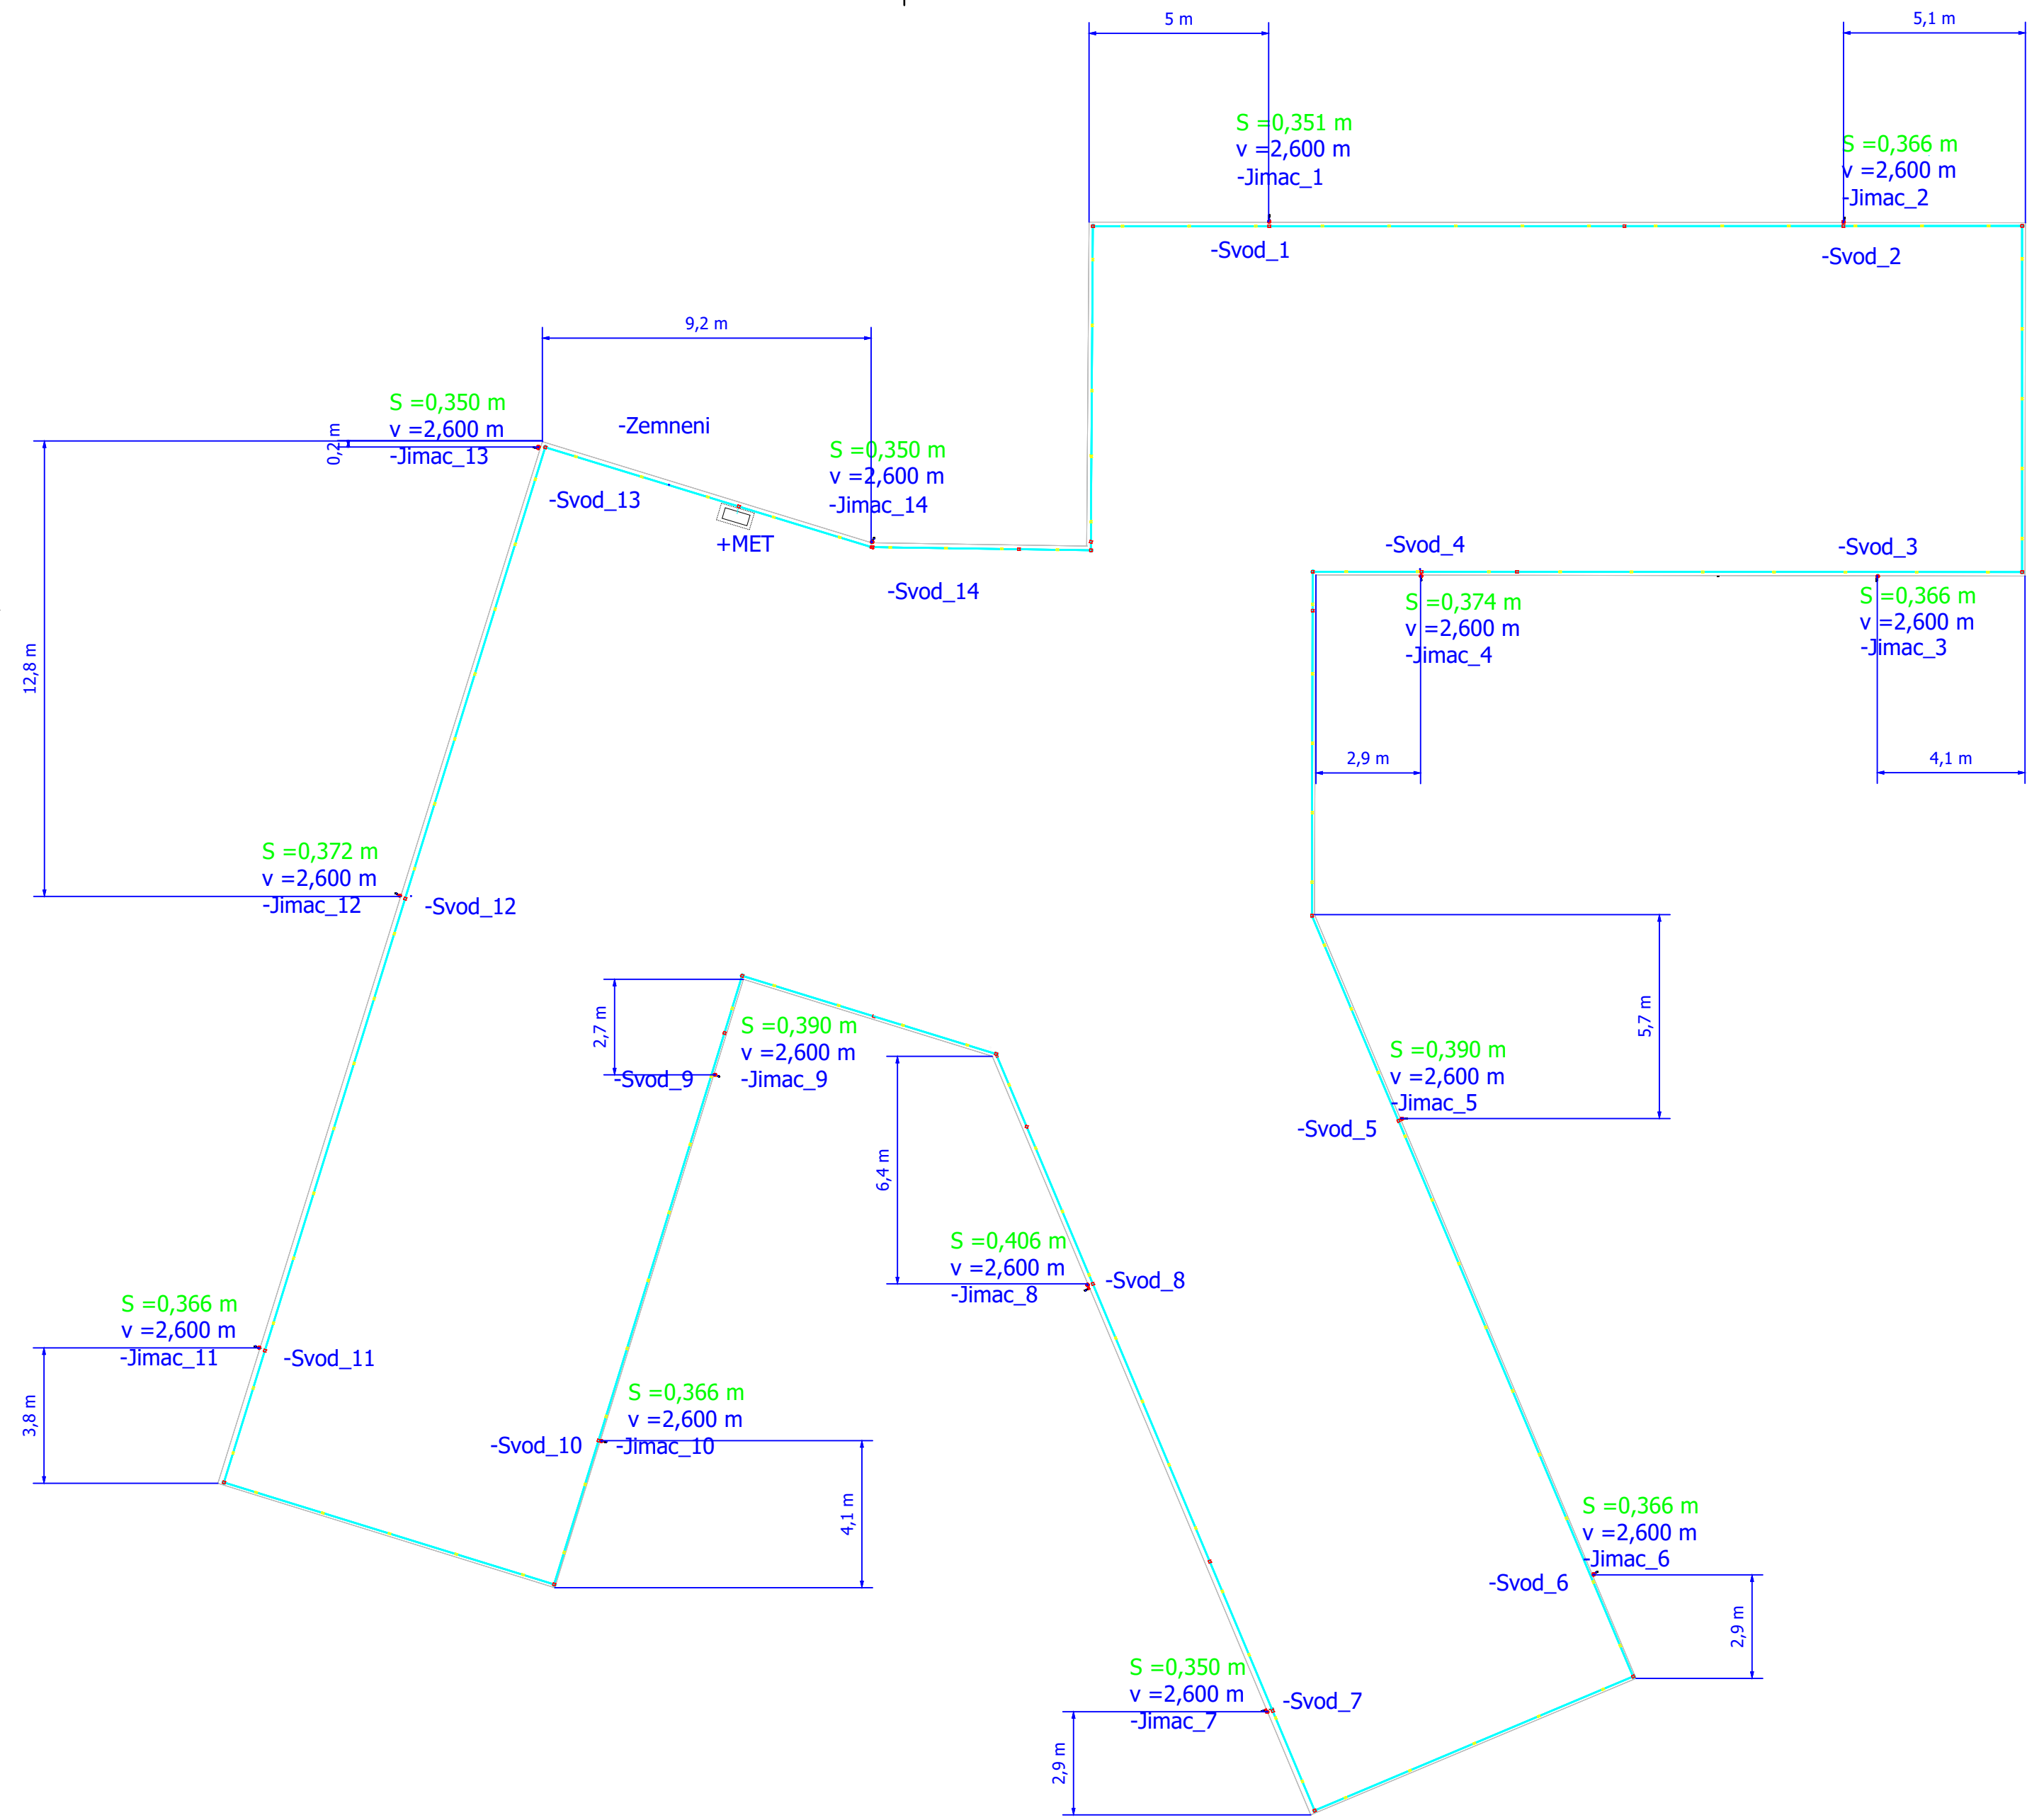 5 m
5,1 m
S =0,351 m
v =2,600 m
-Jimac_1
S =0,366 m
v =2,600 m
-Jimac_2
-Svod_1
-Svod_2
9,2 m
S =0,350 m
v =2,600 m
-Jimac_13
0,2 m
-Zemneni
S =0,350 m
v =2,600 m
-Jimac_14
-Svod_13
+MET
-Svod_14
-Svod_4
-Svod_3
S =0,374 m
v =2,600 m
-Jimac_4
S =0,366 m
v =2,600 m
-Jimac_3
12,8 m
2,9 m
4,1 m
S =0,372 m
v =2,600 m
-Jimac_12
-Svod_12
2,7 m
S =0,390 m
v =2,600 m
-Jimac_9
-Svod_9
5,7 m
S =0,390 m
v =2,600 m
-Jimac_5
-Svod_5
6,4 m
S =0,406 m
v =2,600 m
-Jimac_8
-Svod_8
S =0,366 m
v =2,600 m
-Jimac_11
-Svod_11
3,8 m
S =0,366 m
v =2,600 m
-Jimac_10
-Svod_10
4,1 m
S =0,366 m
v =2,600 m
-Jimac_6
-Svod_6
2,9 m
S =0,350 m
v =2,600 m
-Jimac_7
-Svod_7
2,9 m